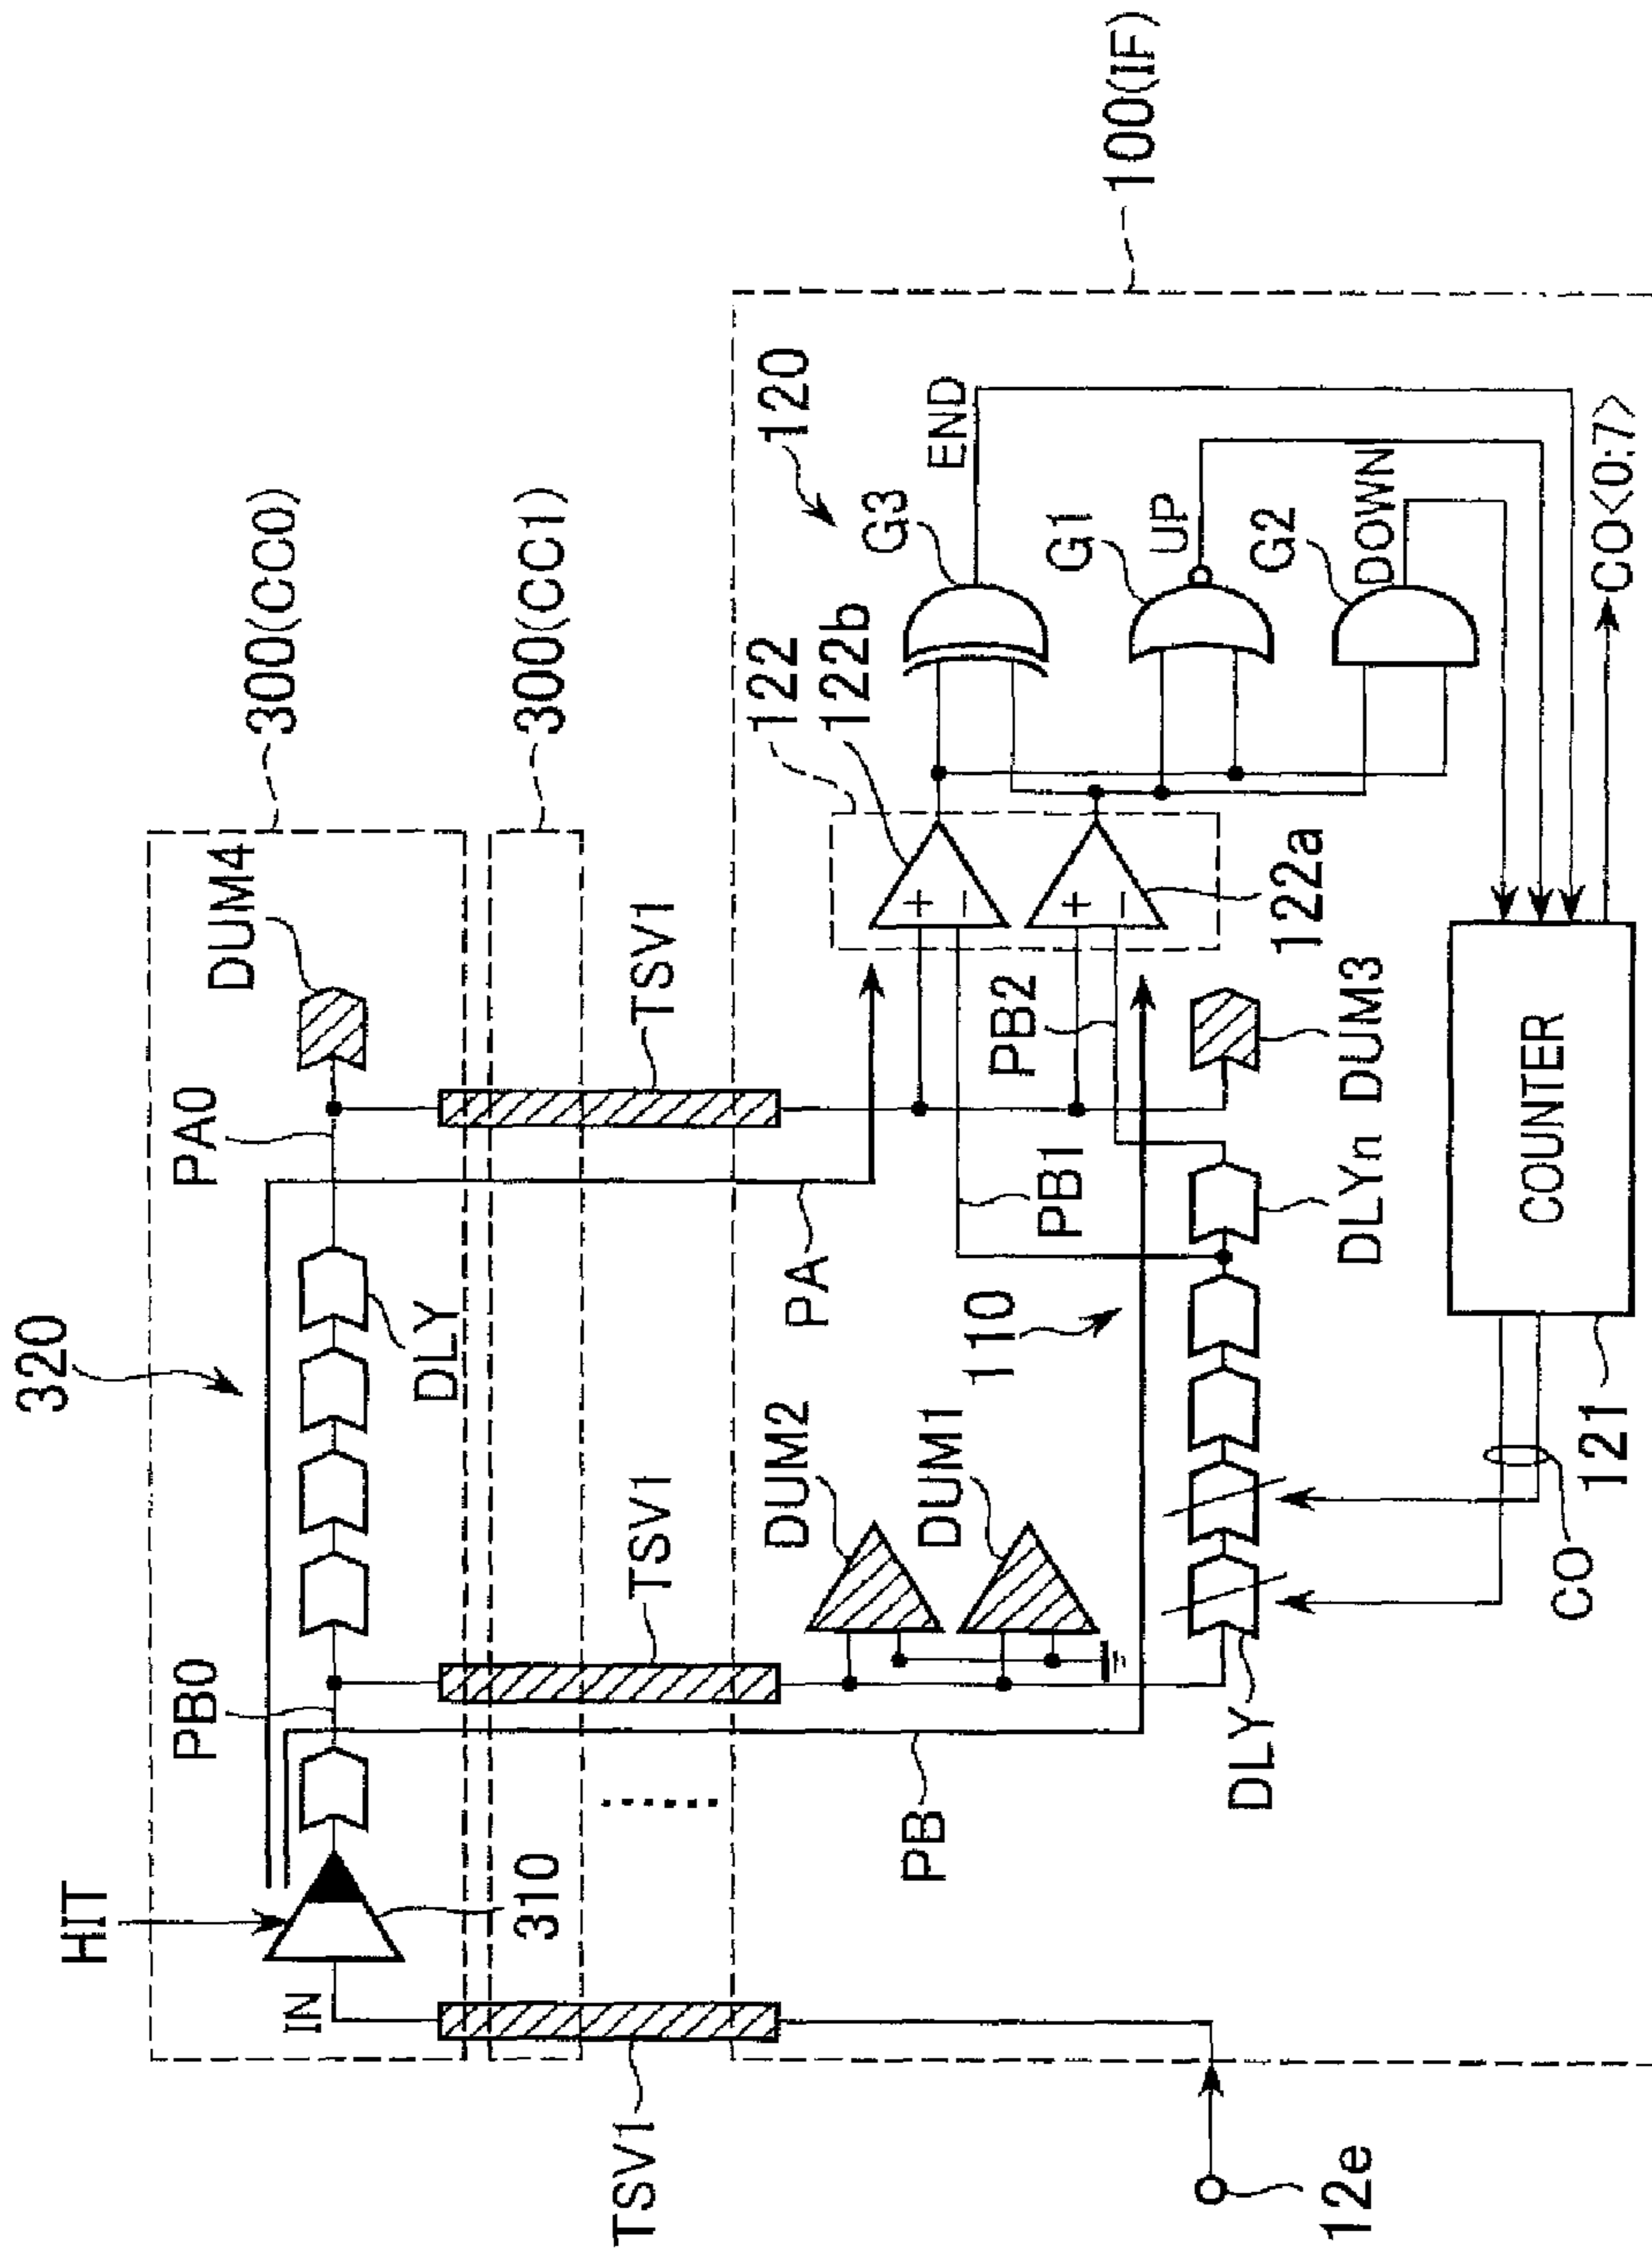 HIT
320
PB0
PA0
300(CC0)
DUM4
IN
310
DLY
300(CC1)
TSV1
TSV1
TSV1
100(IF)
120
122
122b
G3
END
DUM2
PA
PB
DUM1
110
PB1
PB2
122a
G1
UP
G2
DOWN
DLY
DLYn
DUM3
12e
CO
121
COUNTER
CO<0:7>